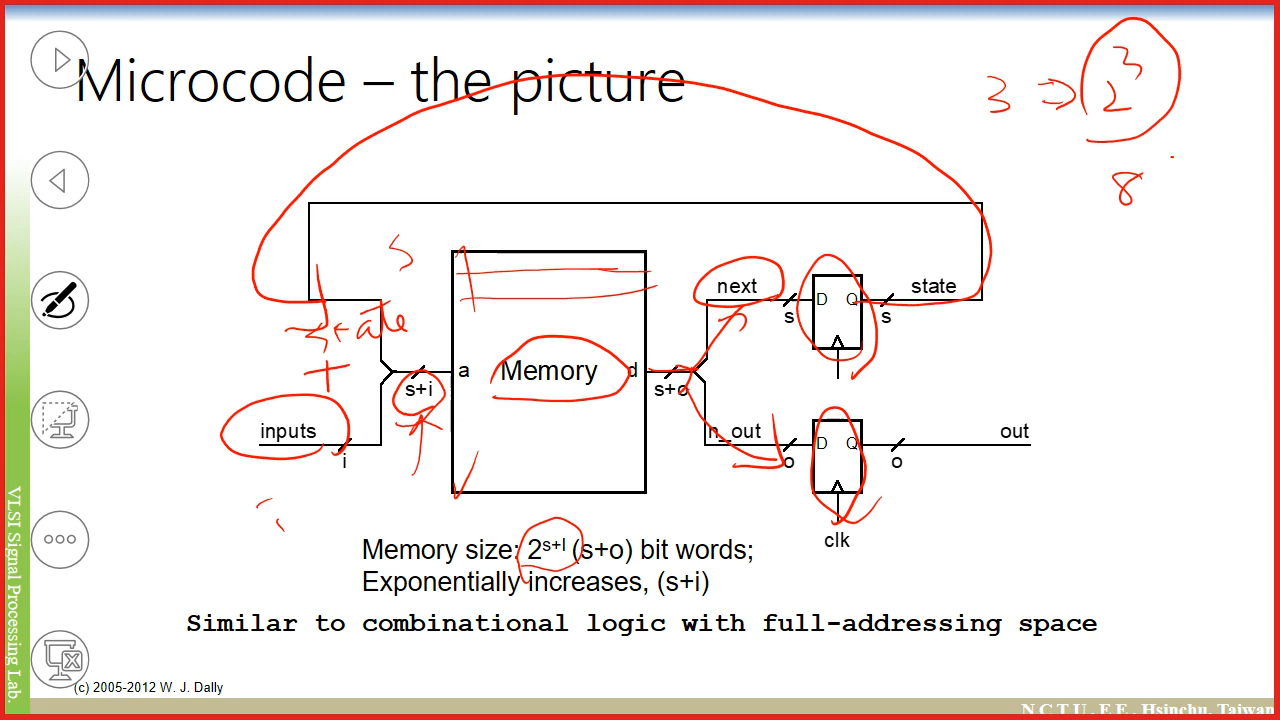 Microcode – the picture
3 ⇒ 2^3
8
s
next
D
Q
state
s
s
state
+
Memory
a
d
s+i
s+o
inputs
i
n_out
D
Q
out
o
o
clk
Memory size: 2^s+I (s+o) bit words;
Exponentially increases, (s+i)
Similar to combinational logic with full-addressing space
(c) 2005-2012 W. J. Dally
VLSI Signal Processing Lab.
N C T U . E E . Hsinchu, Taiwan